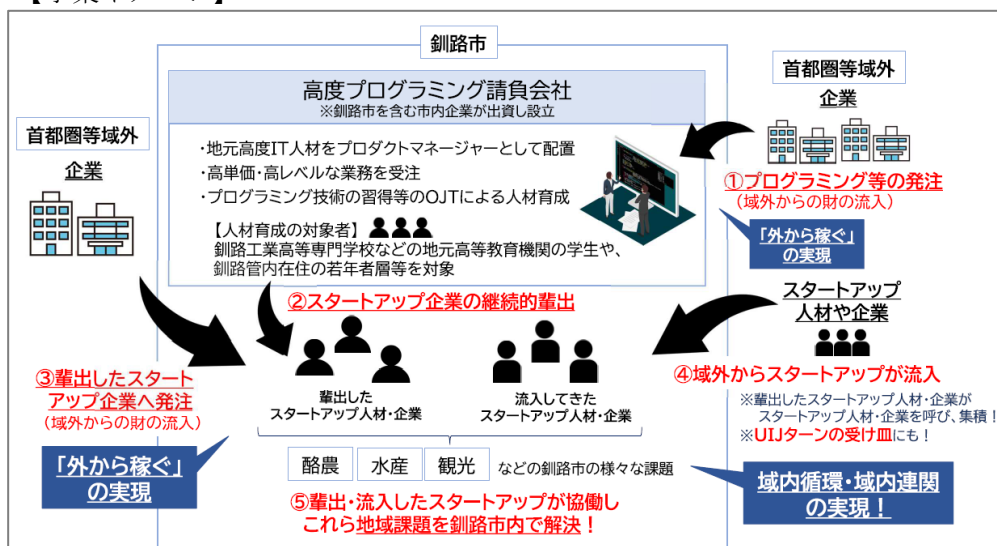 釧路市
高度プログラミング請負会社
※釧路市を含む市内企業が出資し設立
・地元高度IT人材をプロダクトマネージャーとして配置
・高単価・高レベルな業務を受注
・プログラミング技術の習得等のOJTによる人材育成
【人材育成の対象者】
釧路工業高等専門学校などの地元高等教育機関の学生や、
釧路管内在住の若年者層等を対象
首都圏等域外
企業
首都圏等域外
企業
①プログラミング等の発注
(域外からの財の流入)
「外から稼ぐ」
の実現
②スタートアップ企業の継続的輩出
③輩出したスタート
アップ企業へ発注
(域外からの財の流入)
「外から稼ぐ」
の実現
スタートアップ
人材や企業
④域外からスタートアップが流入
※輩出したスタートアップ人材・企業が
スタートアップ人材・企業を呼び、集積!
※UIJターンの受け皿にも!
輩出した
スタートアップ人材・企業
流入してきた
スタートアップ人材・企業
酪農 水産 観光 などの釧路市の様々な課題
⑤輩出・流入したスタートアップが協働し
これら地域課題を釧路市内で解決!
域内循環・域内連関
の実現!